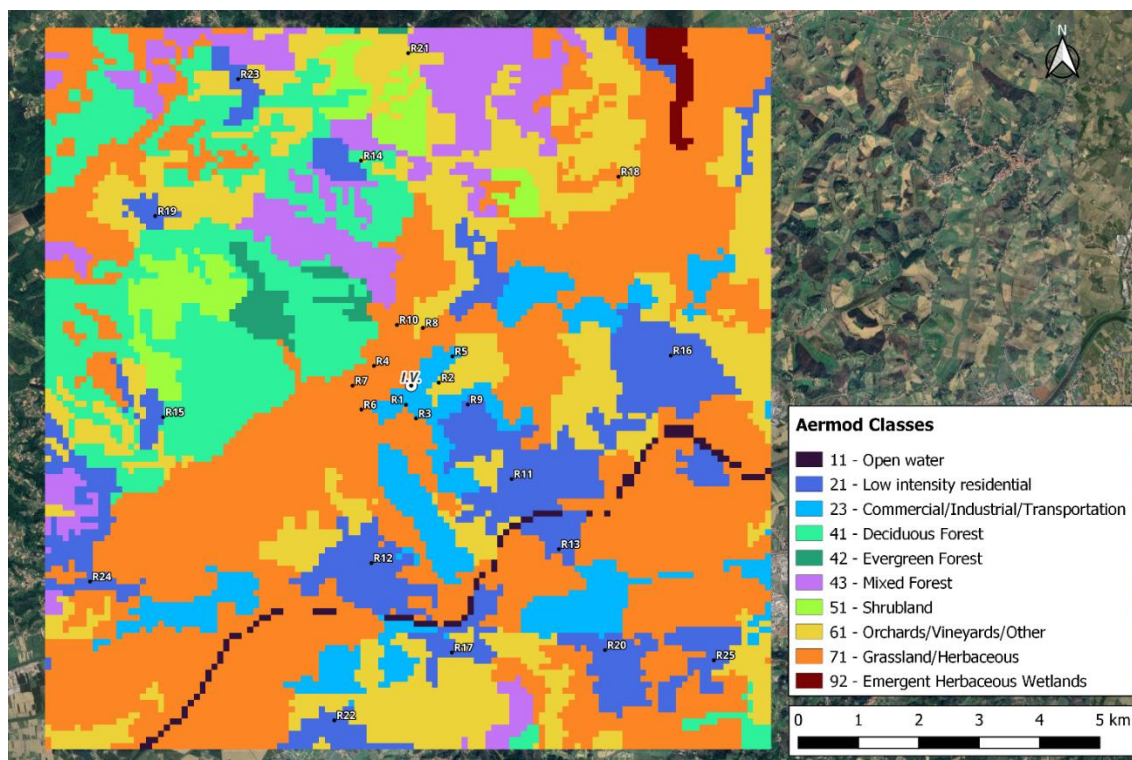 N
R21
R23
R14
R18
R19
R10
R8
R5
R16
R4
I.V.
R2
R7
R1
R9
R6
R3
R15
R11
R13
R12
R24
R17
R20
R25
R22
Aermod Classes
11 - Open water
21 - Low intensity residential
23 - Commercial/Industrial/Transportation
41 - Deciduous Forest
42 - Evergreen Forest
43 - Mixed Forest
51 - Shrubland
61 - Orchards/Vineyards/Other
71 - Grassland/Herbaceous
92 - Emergent Herbaceous Wetlands
0 1 2 3 4 5 km